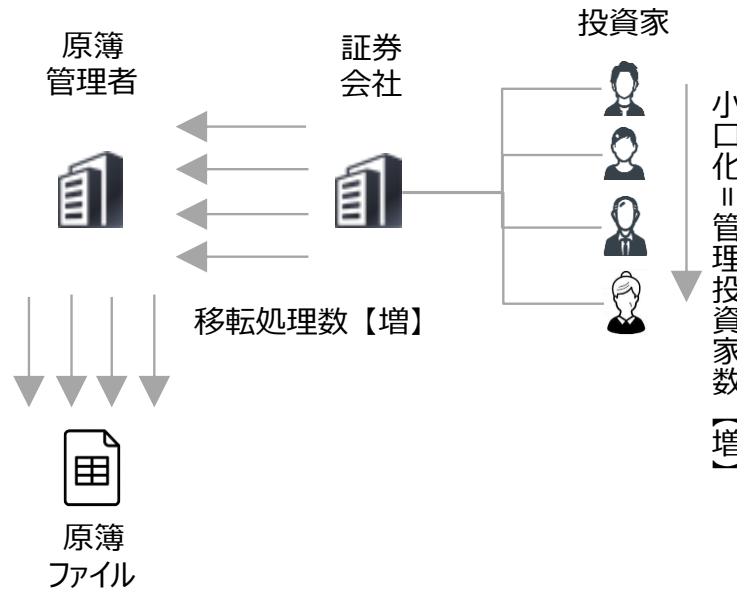 投資家
原簿
管理者
証券
会社
小口化＝管理投資家数【増】
移転処理数【増】
原簿
ファイル